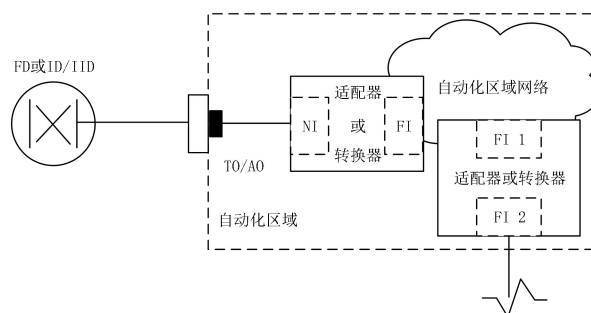 FD或ID/IID
适配器
自动化区域网络
NI
或
FI
转换器
FI 1
TO/AO
适配器或转换器
自动化区域
FI 2